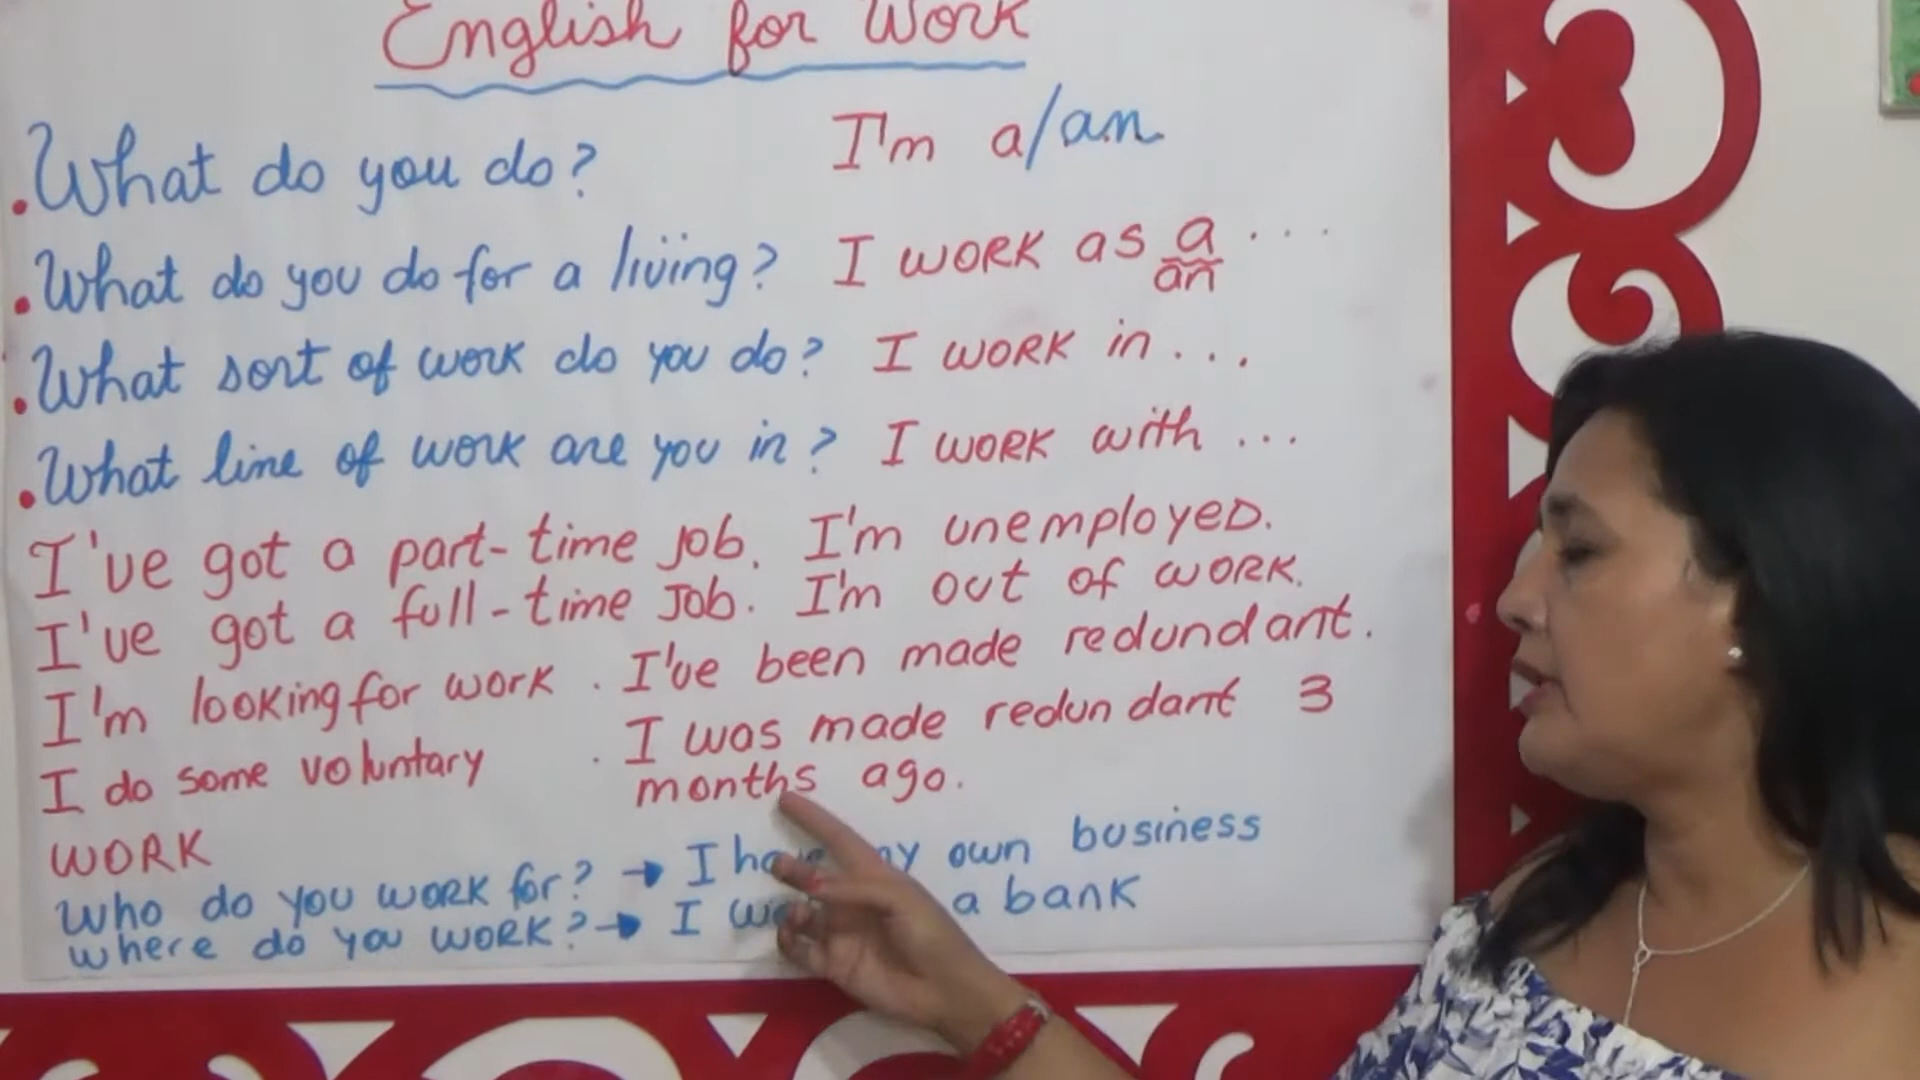 English for Work
.What do you do? I'm a/an
.What do you do for a living? I work as a ...
an
.What sort of work do you do? I work in ...
.What line of work are you in? I work with ...
I've got a part-time job. I'm unemployed.
I've got a full-time Job. I'm out of work.
I'm looking for work . I've been made redundant.
I do some voluntary . I was made redundant 3
months ago.
WORK
Who do you work for? → I own business
where do you work? → I a bank